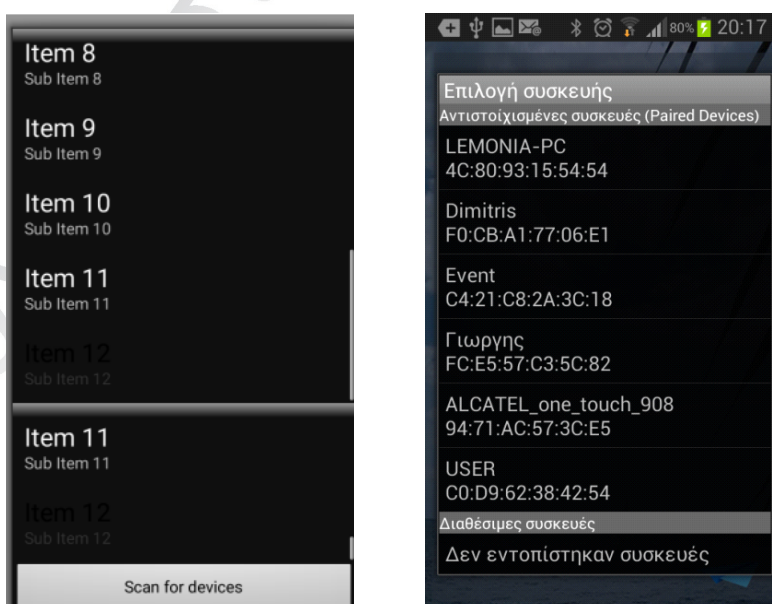 Item 8
Sub Item 8
Item 9
Sub Item 9
Item 10
Sub Item 10
Item 11
Sub Item 11
Item 12
Sub Item 12
Item 11
Sub Item 11
Item 12
Sub Item 12
Scan for devices
80% 20:17
Επιλογή συσκευής
Αντιστοίχισμένες συσκευές (Paired Devices)
LEMONIA-PC
4C:80:93:15:54:54
Dimitris
F0:CB:A1:77:06:E1
Event
C4:21:C8:2A:3C:18
Γιωργης
FC:E5:57:C3:5C:82
ALCATEL_one_touch_908
94:71:AC:57:3C:E5
USER
C0:D9:62:38:42:54
Διαθέσιμες συσκευές
Δεν εντοπίστηκαν συσκευές